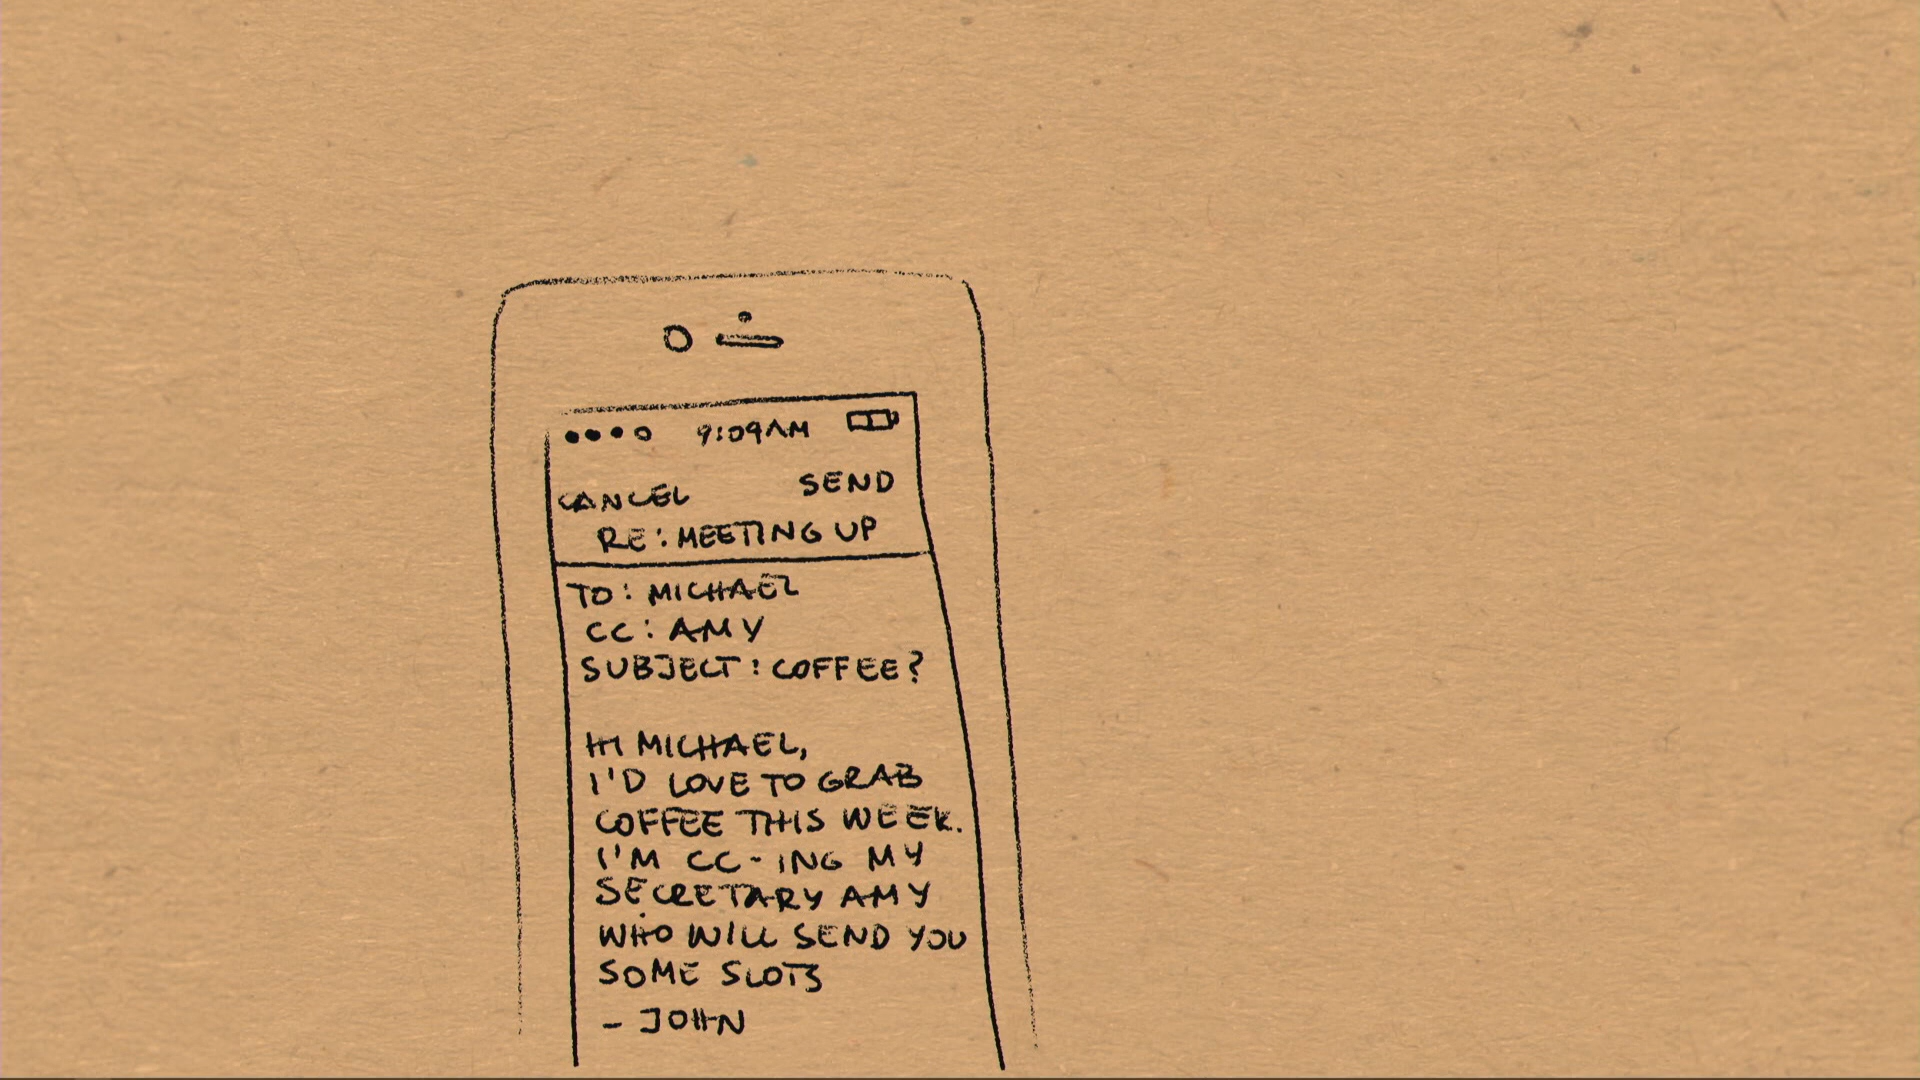 9:09AM
CANCEL SEND
RE: MEETING UP
TO: MICHAEL
CC: AMY
SUBJECT: COFFEE?
HI MICHAEL,
I'D LOVE TO GRAB
COFFEE THIS WEEK.
I'M CC-ING MY
SECRETARY AMY
WHO WILL SEND YOU
SOME SLOTS
- JOHN